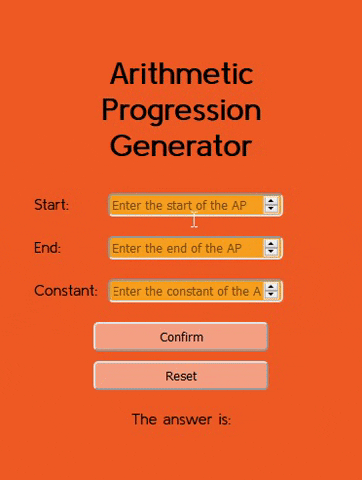 Arithmetic
Progression
Generator
Start: Enter the start of the AP
End: Enter the end of the AP
Constant: Enter the constant of the A
Confirm
Reset
The answer is: